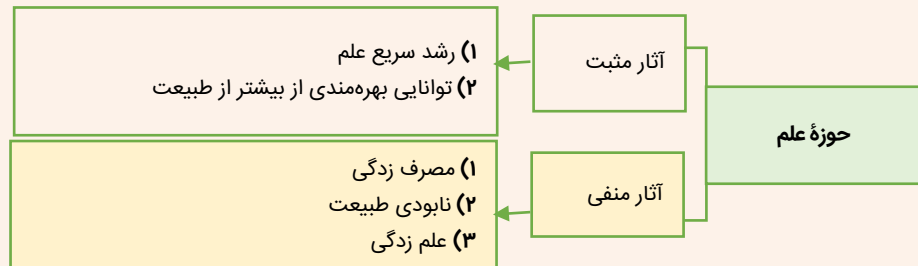 حوزهٔ علم
آثار مثبت
۱) رشد سریع علم
۲) توانایی بهره‌مندی از بیشتر از طبیعت
آثار منفی
۱) مصرف زدگی
۲) نابودی طبیعت
۳) علم زدگی